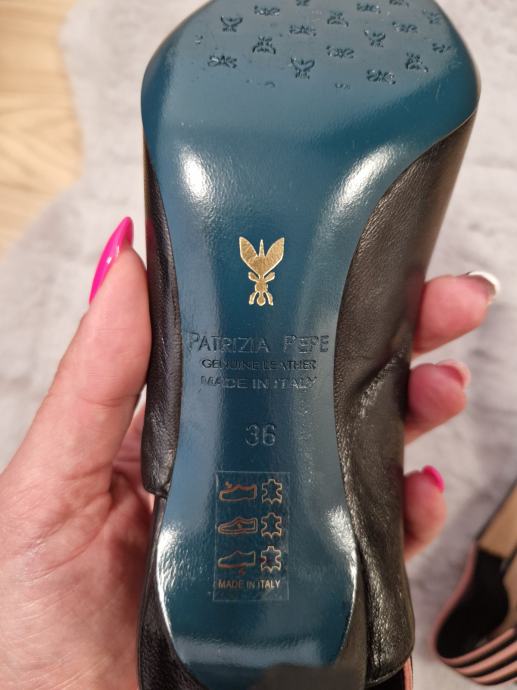 PATRIZIA PEPE
GENUINE LEATHER
MADE IN ITALY
36
MADE IN ITALY